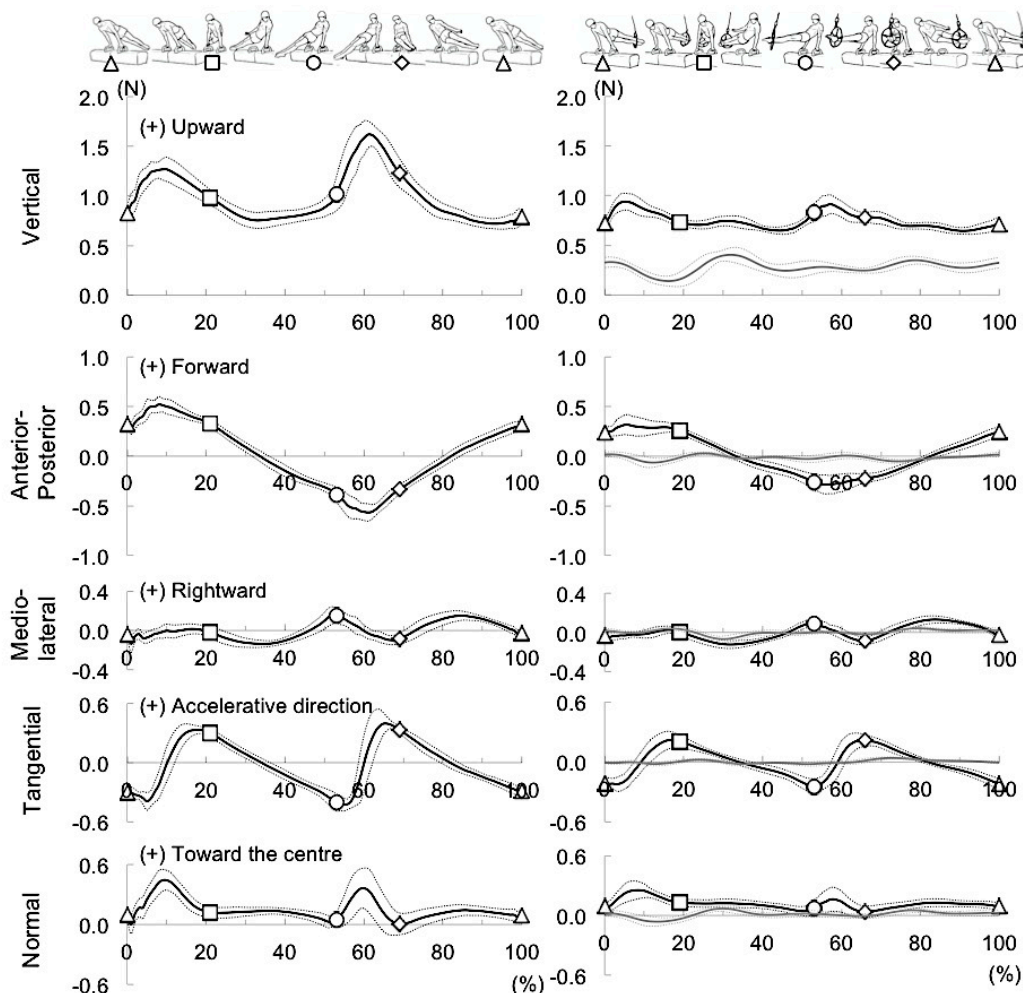 (N)
(N)
2.0
1.5
1.0
0.5
0.0
(+) Upward
Vertical
0 20 40 60 80 100
2.0
1.5
1.0
0.5
0.0
0 20 40 60 80 100
1.0
0.5
0.0
-0.5
-1.0
(+) Forward
Anterior-
Posterior
0 20 40 60 80 100
1.0
0.5
0.0
-0.5
-1.0
0 20 40 60 80 100
0.4
0.0
-0.4
(+) Rightward
Medio-
lateral
0 20 40 60 80 100
0.4
0.0
-0.4
0 20 40 60 80 100
0.6
0.0
-0.6
(+) Accelerative direction
Tangential
0 20 40 60 80 100
0.6
0.0
-0.6
0 20 40 60 80 100
0.6
0.0
-0.6
(+) Toward the centre
Normal
0 20 40 60 80 100
(%)
0.6
0.0
-0.6
0 20 40 60 80 100
(%)